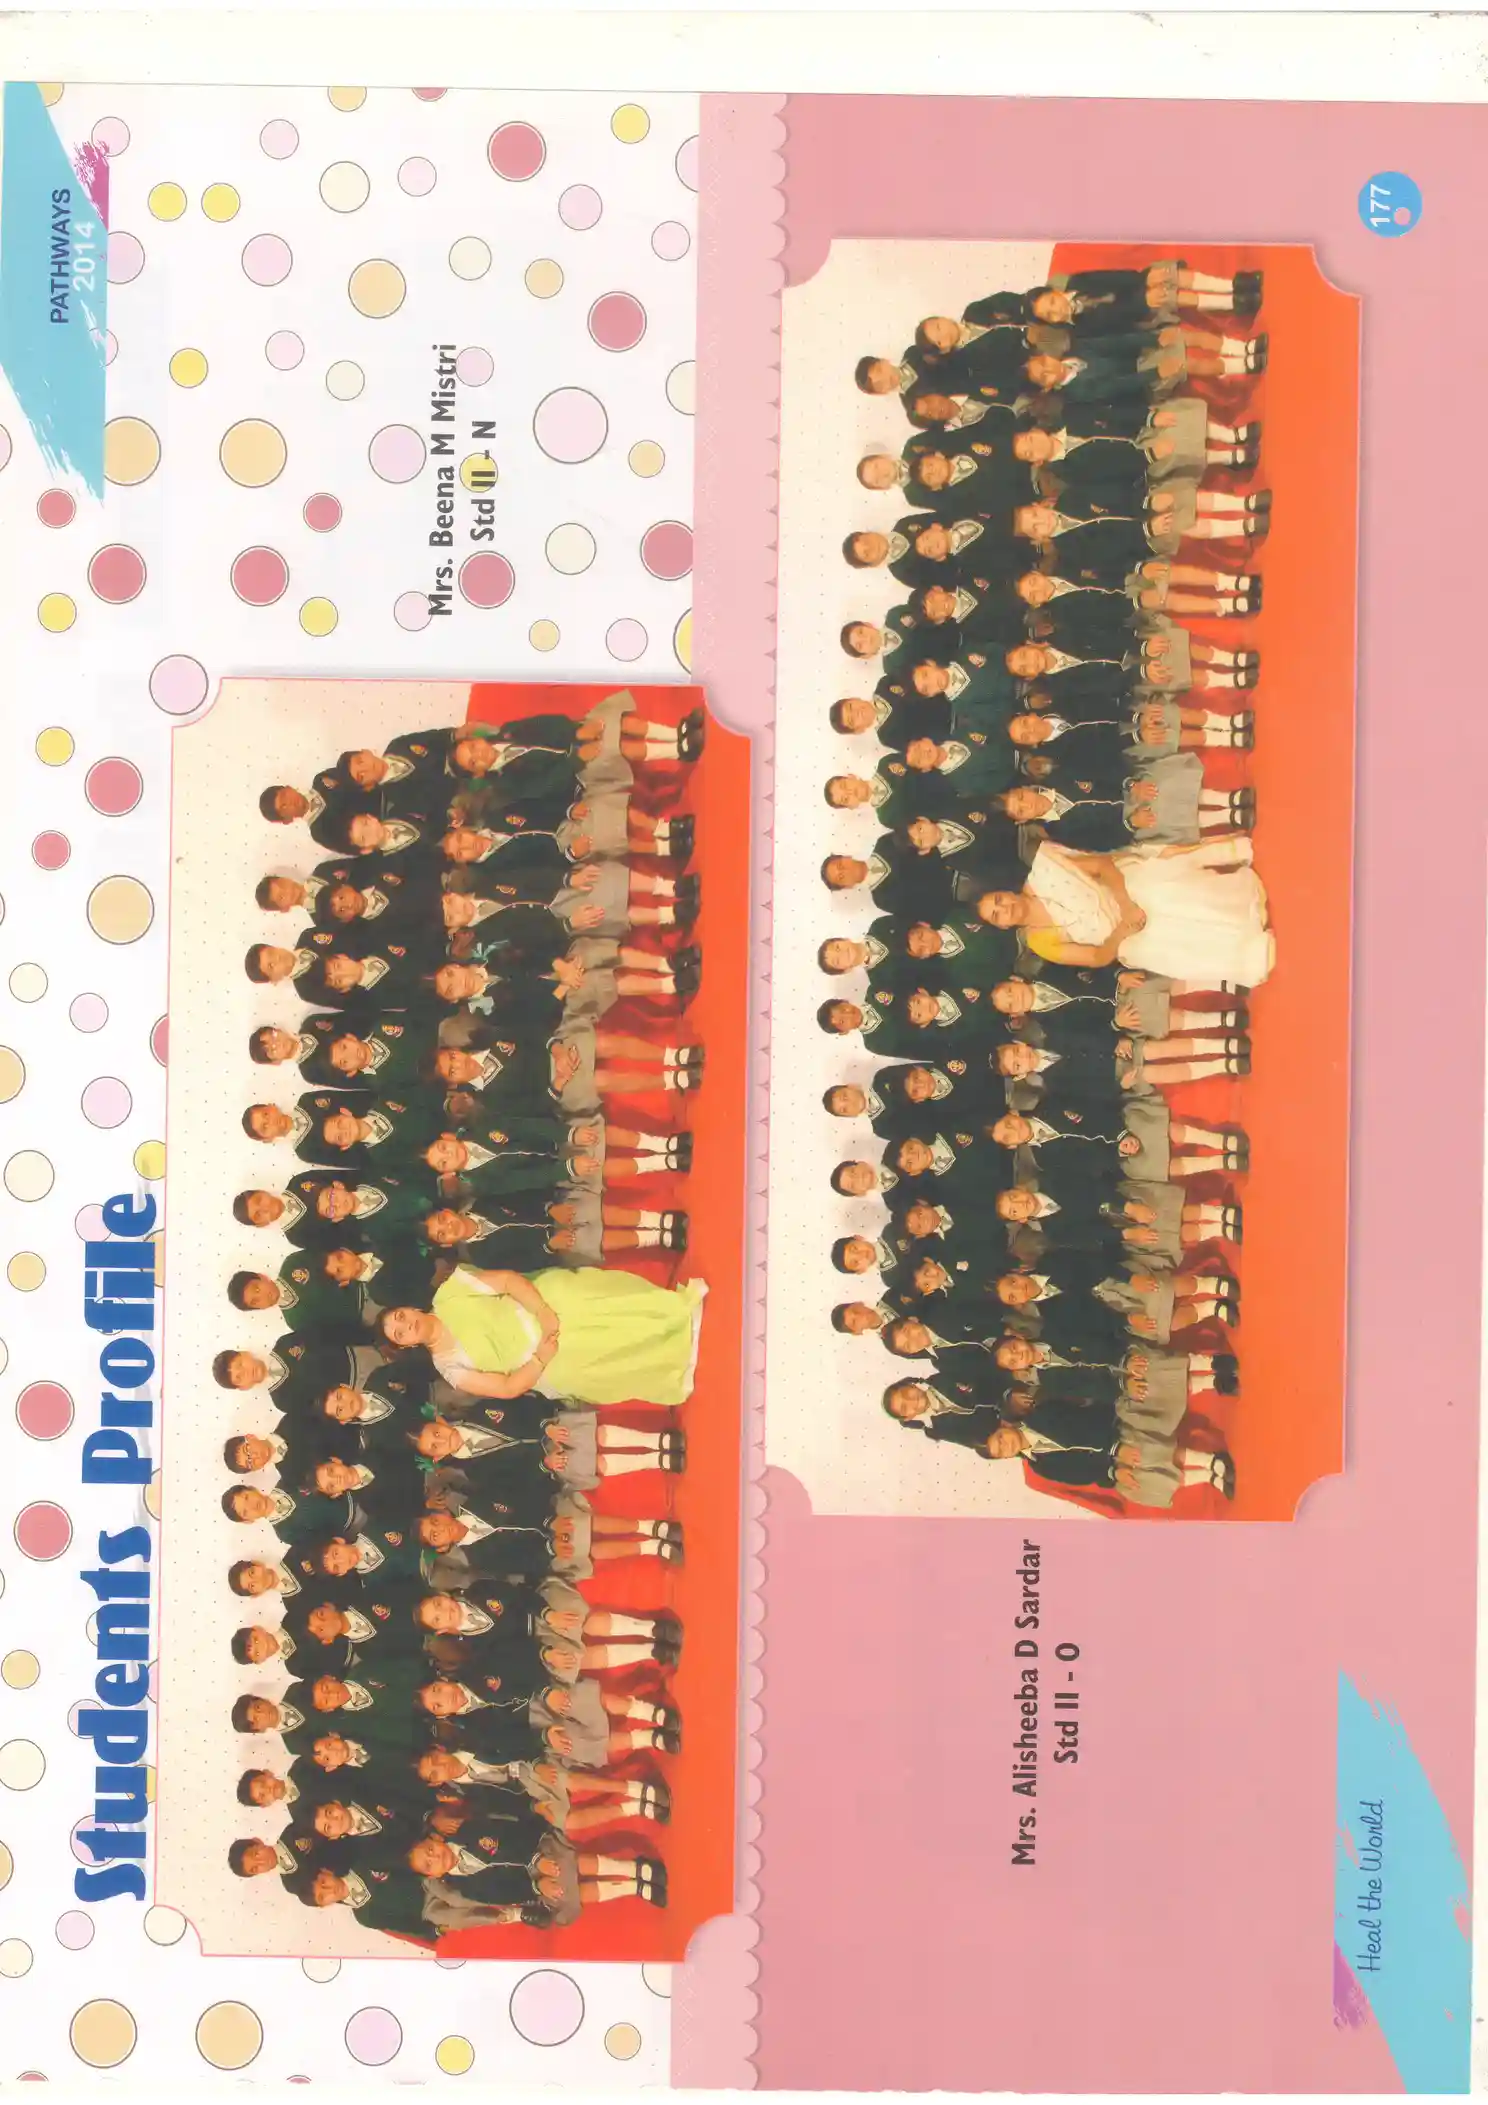 Students Profile
PATHWAYS
2014
Mrs. Beena M Mistri
Std II - N
Mrs. Alisheeba D Sardar
Std II - O
Heal the World
177